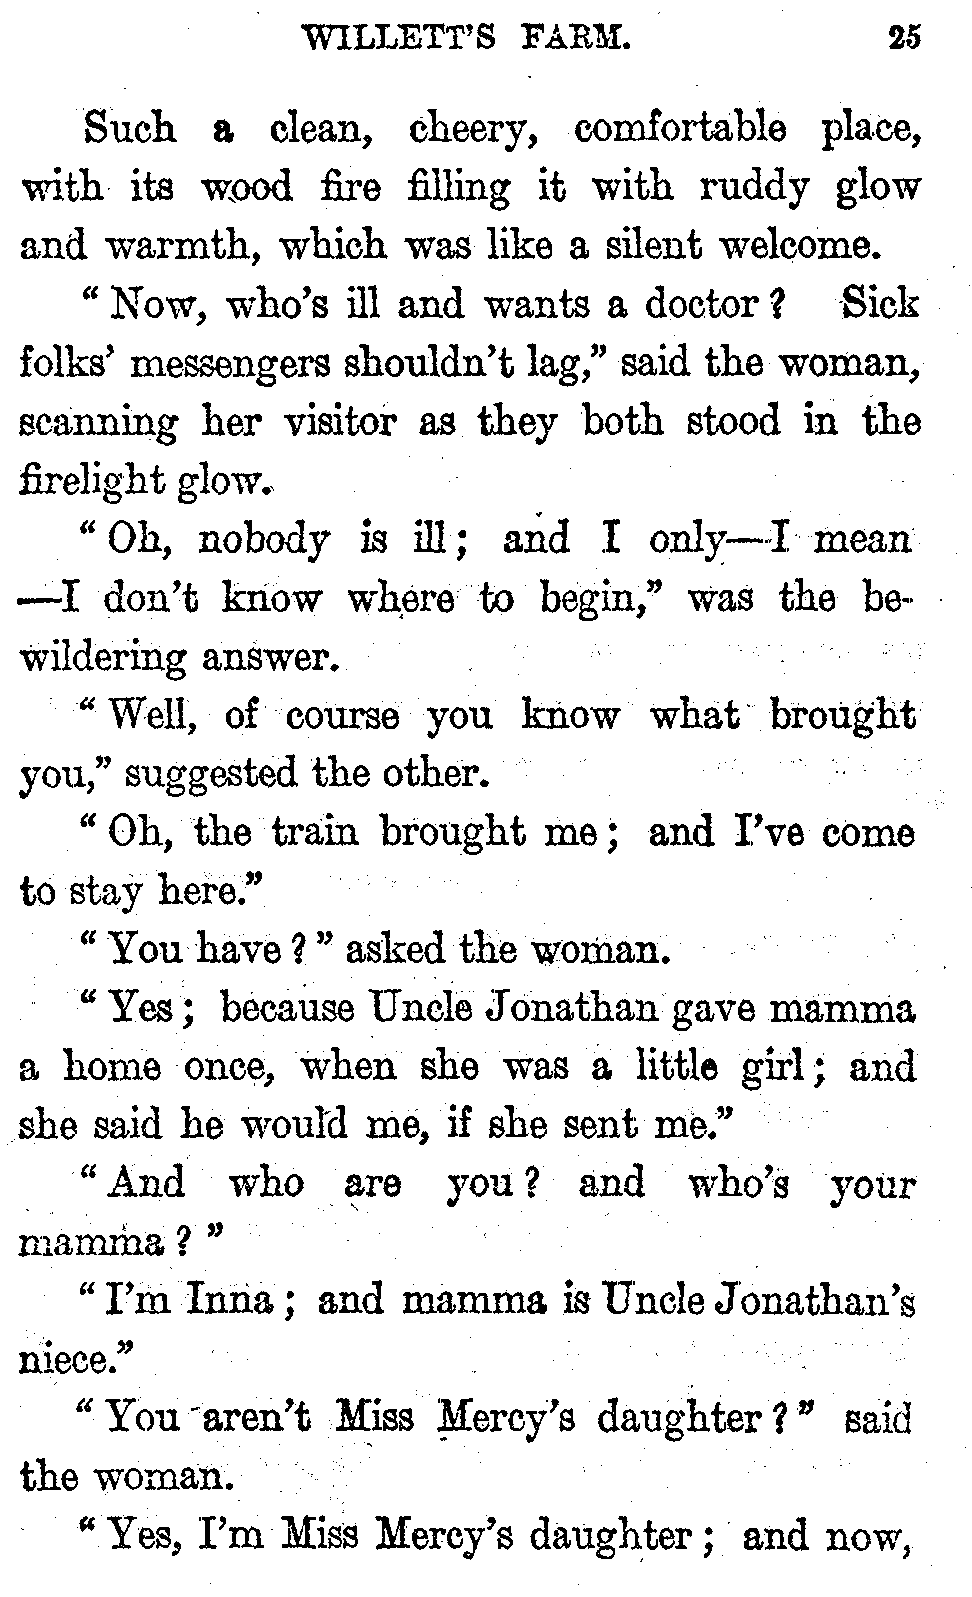 WILLETT'S FARM. 25
Such a clean, cheery, comfortable place,
with its wood fire filling it with ruddy glow
and warmth, which was like a silent welcome.
“Now, who's ill and wants a doctor? Sick
folks' messengers shouldn't lag,” said the woman,
scanning her visitor as they both stood in the
firelight glow.
“Oh, nobody is ill; and I only—I mean
—I don't know where to begin,” was the be-
wildering answer.
“Well, of course you know what brought
you,” suggested the other.
“Oh, the train brought me; and I've come
to stay here.”
“You have?” asked the woman.
“Yes; because Uncle Jonathan gave mamma
a home once, when she was a little girl; and
she said he would me, if she sent me.”
“And who are you? and who's your
mamma?”
“I'm Inna; and mamma is Uncle Jonathan's
niece.”
“You aren't Miss Mercy's daughter?” said
the woman.
“Yes, I'm Miss Mercy's daughter; and now,